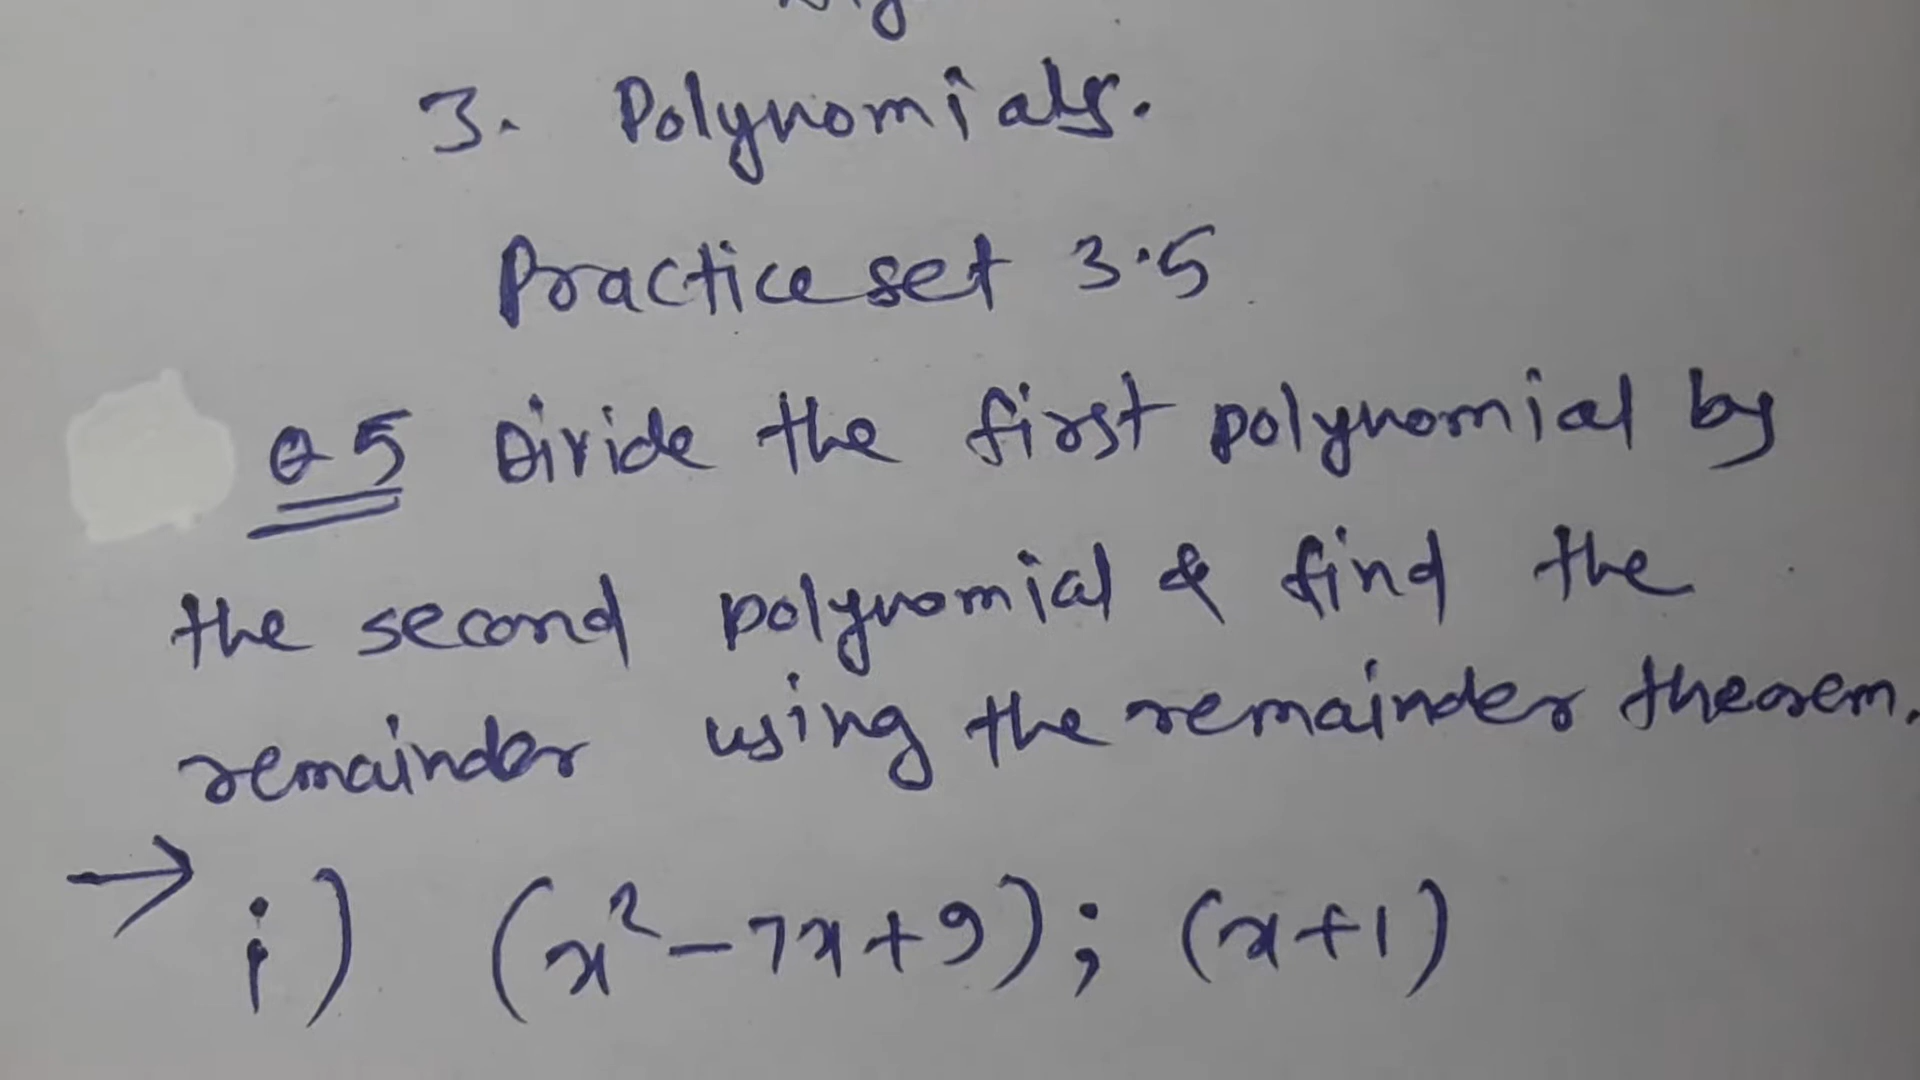 3. Polynomials.
Practice set 3.5
Q5 Divide the first polynomial by
the second polynomial & find the
remainder using the remainder theorem.
→ i) (x²-7x+9); (x+1)